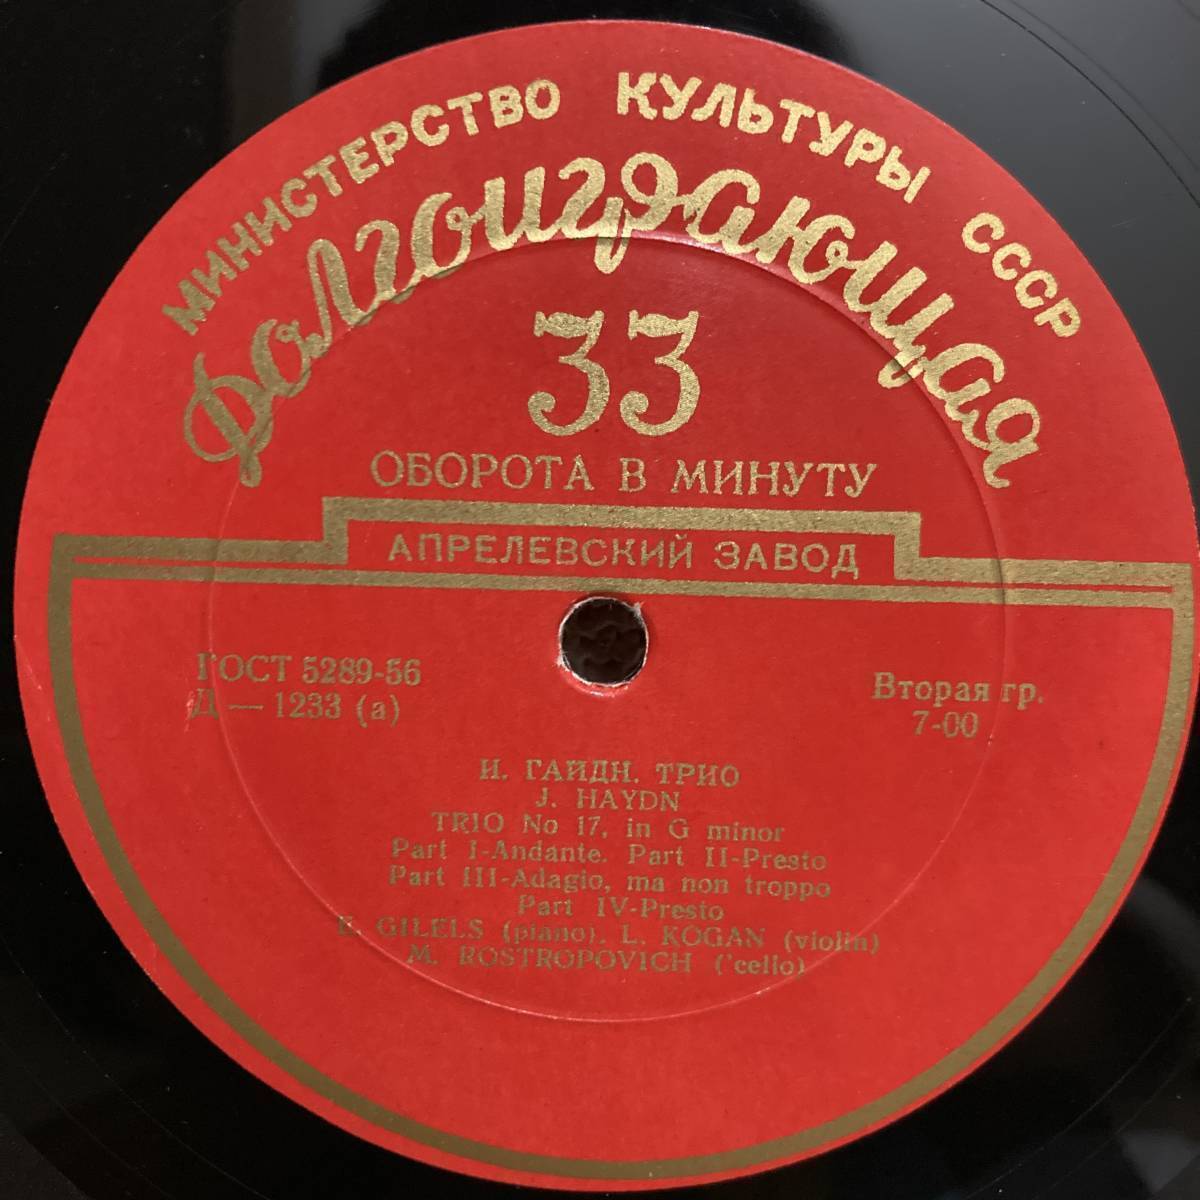 МИНИСТЕРСТВО КУЛЬТУРЫ СССР
Долгоиграющая
33
ОБОРОТА В МИНУТУ
АПРЕЛЕВСКИЙ ЗАВОД
ГОСТ 5289-56
Д — 1233 (а)
Вторая гр.
7-00
И. ГАЙДН. ТРИО
J. HAYDN
TRIO No 17, in G minor
Part I-Andante. Part II-Presto
Part III-Adagio, ma non troppo
Part IV-Presto
E. GILELS (piano), L. KOGAN (violin)
M. ROSTROPOVICH ('cello)